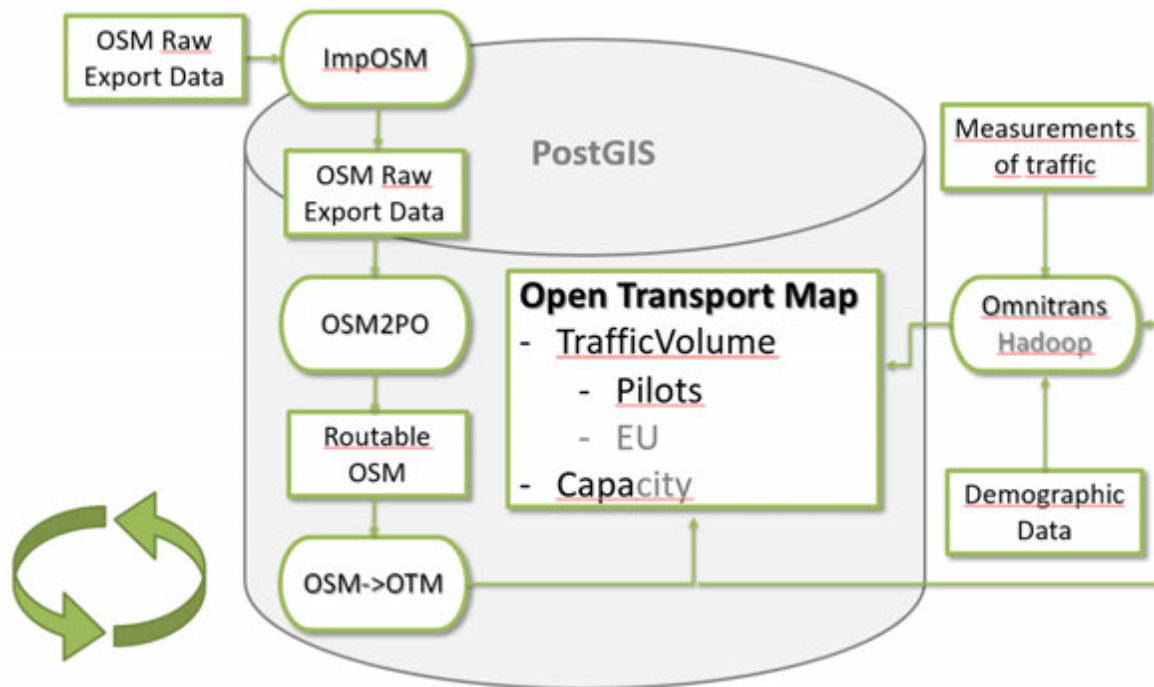 OSM Raw
Export Data
ImpOSM
PostGIS
OSM Raw
Export Data
Measurements
of traffic
OSM2PO
Open Transport Map
- TrafficVolume
- Pilots
- EU
- Capacity
Omnitrans
Hadoop
Routable
OSM
Demographic
Data
OSM->OTM